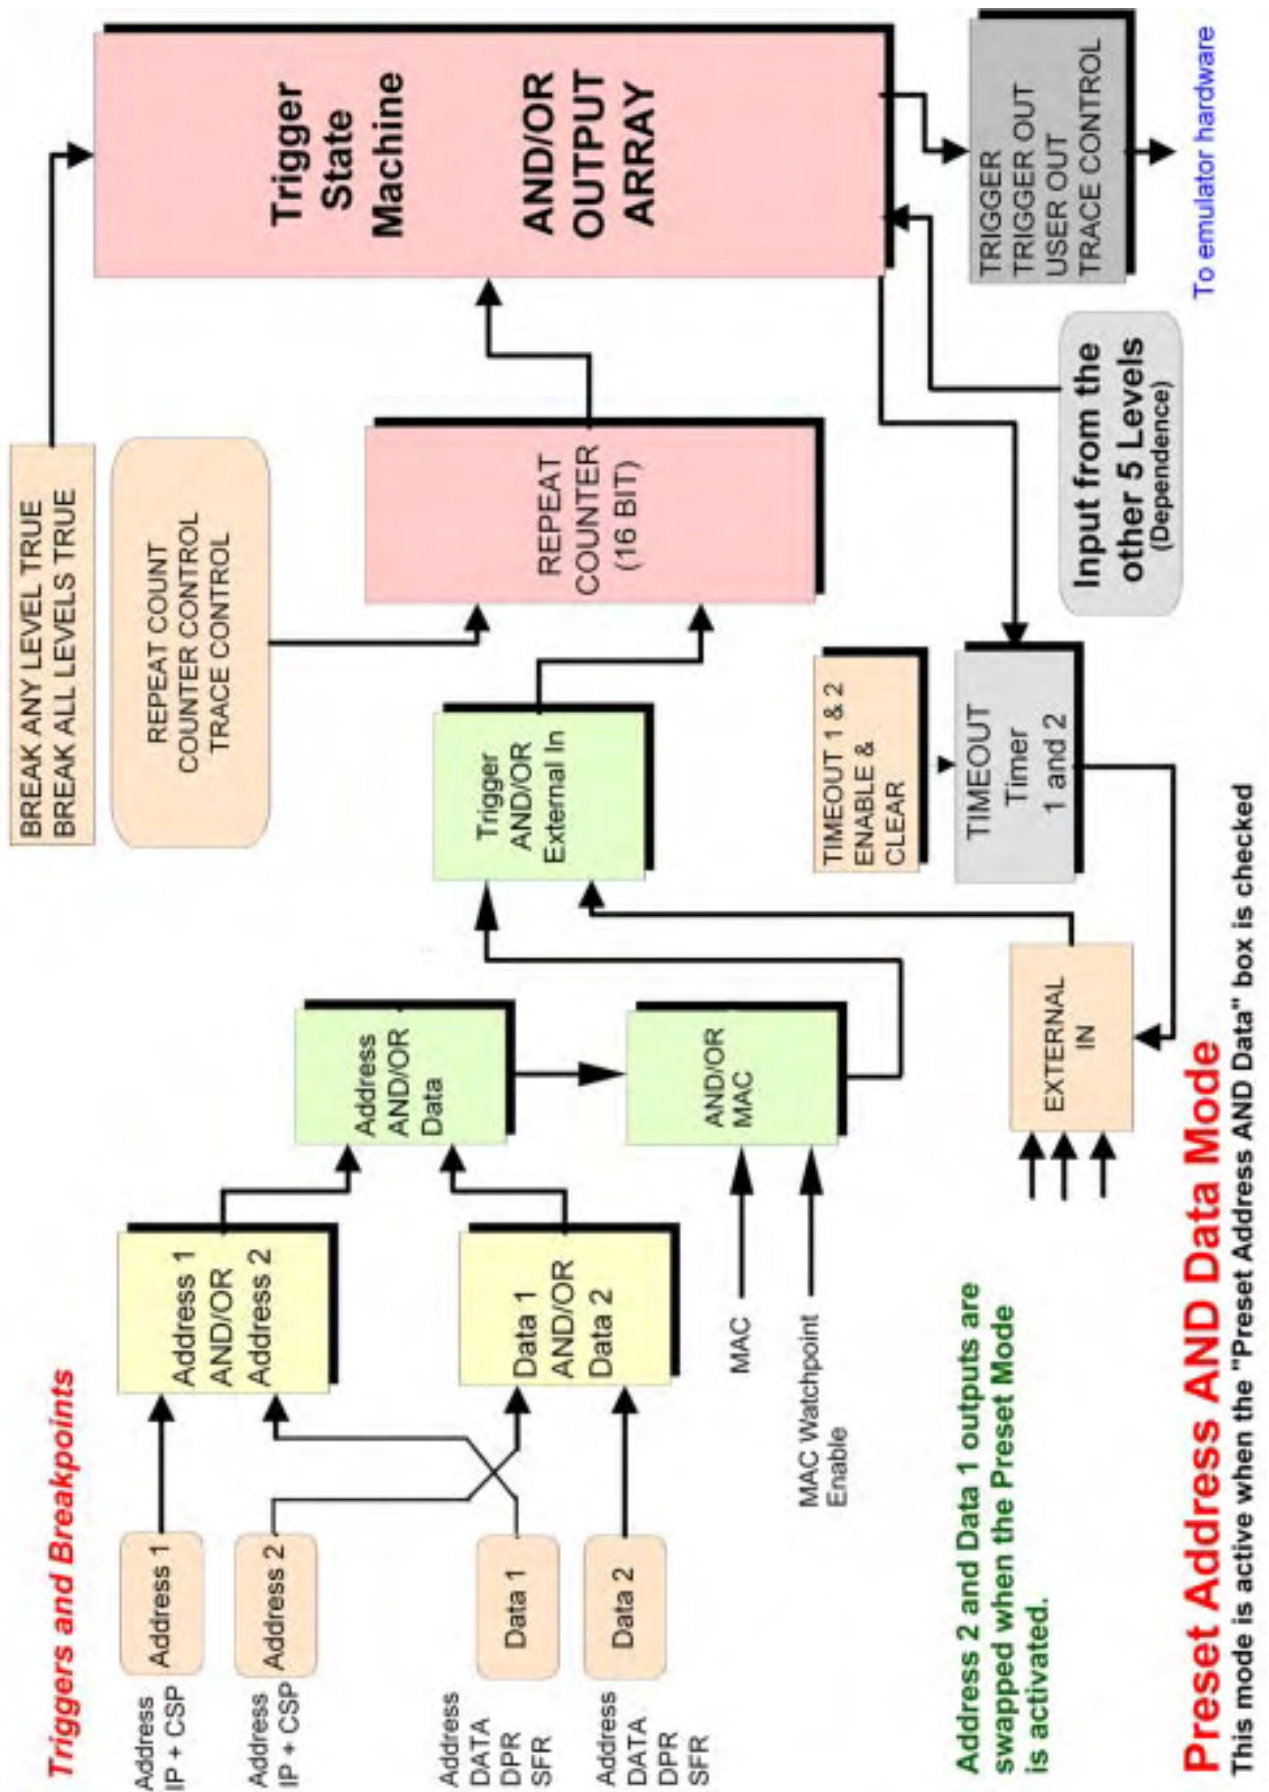 Triggers and Breakpoints
BREAK ANY LEVEL TRUE
BREAK ALL LEVELS TRUE
REPEAT COUNT
COUNTER CONTROL
TRACE CONTROL
Address
IP + CSP
Address 1
Address 1
AND/OR
Address 2
Address
IP + CSP
Address 2
Address
AND/OR
Data
Trigger
State
Machine
AND/OR
OUTPUT
ARRAY
Address
DATA
DPR
SFR
Data 1
Data 1
AND/OR
Data 2
Trigger
AND/OR
External In
REPEAT
COUNTER
(16 BIT)
Address
DATA
DPR
SFR
Data 2
MAC
AND/OR
MAC
MAC Watchpoint
Enable
TIMEOUT 1 & 2
ENABLE &
CLEAR
TIMEOUT
Timer
1 and 2
TRIGGER
TRIGGER OUT
USER OUT
TRACE CONTROL
EXTERNAL
IN
Input from the
other 5 Levels
(Dependence)
To emulator hardware
Address 2 and Data 1 outputs are
swapped when the Preset Mode
is activated.
Preset Address AND Data Mode
This mode is active when the "Preset Address AND Data" box is checked